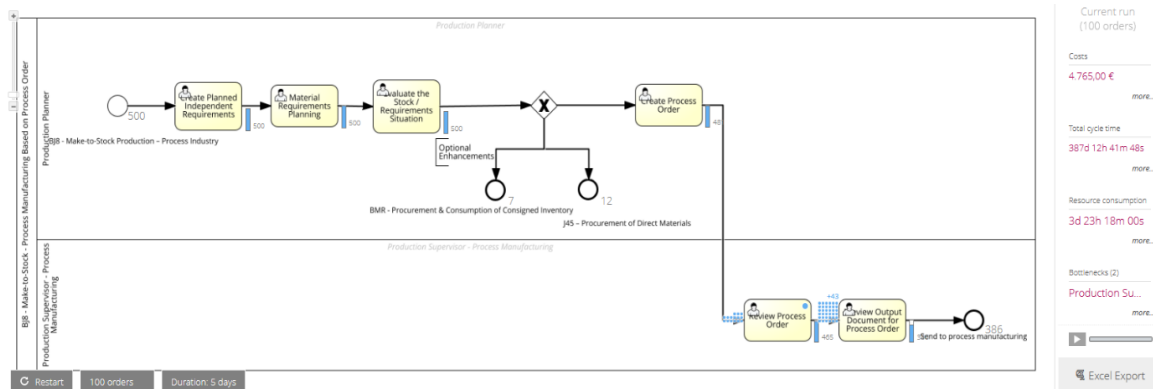 Production Planner
Current run
(100 orders)
Costs
4.765,00 €
more..
Total cycle time
387d 12h 41m 48s
more..
Resource consumption
3d 23h 18m 00s
more..
Bottlenecks (2)
Production Su...
more..
Excel Export
BJ8 - Make-to-Stock - Process Manufacturing Based on Process Order
Production Planner
500
BJ8 - Make-to-Stock Production – Process Industry
Create Planned
Independent
Requirements
500
Material
Requirements
Planning
500
Evaluate the
Stock /
Requirements
Situation
500
Optional
Enhancements
X
7
BMR - Procurement & Consumption of Consigned Inventory
12
J45 – Procurement of Direct Materials
Create Process
Order
48
Production Supervisor - Process
Manufacturing
Production Supervisor - Process Manufacturing
Review Process
Order
465
+43
Review Output
Document for
Process Order
386
Send to process manufacturing
Restart
100 orders
Duration: 5 days